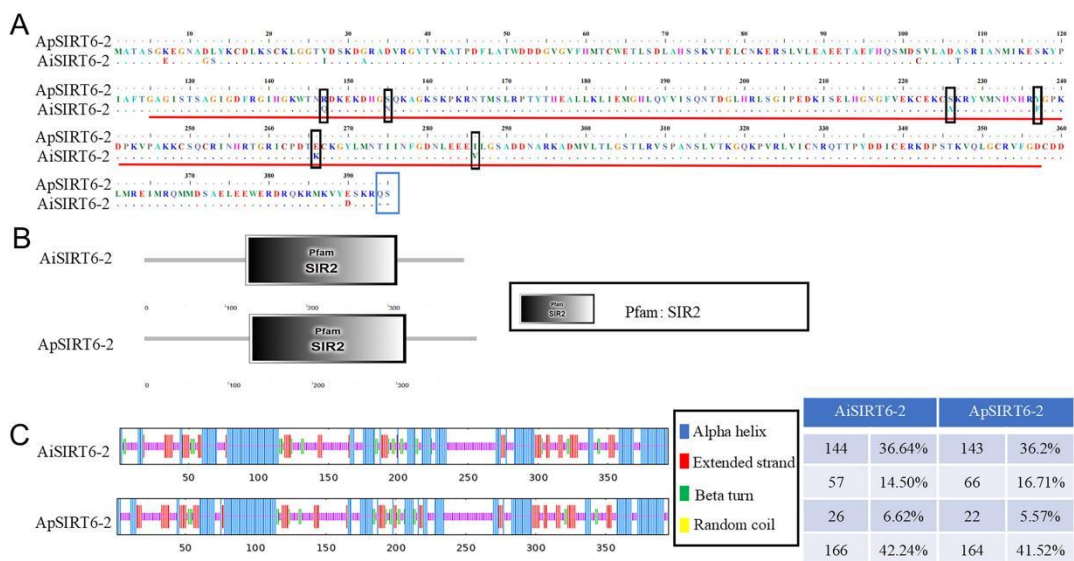 A
10 20 30 40 50 60 70 80 90 100 110 120
ApSIRT6-2
MATASGKEGNADLYKCDLKSCKLGGTVDSKDGRADVRGYTVKATPDFLATWDDDGVGVFHMTCWETLSDLAHSSKVTELCNKERSLVLEAEETAEFHQSMDSVLADASRIANMIKESKYP
AiSIRT6-2
130 140 150 160 170 180 190 200 210 220 230 240
ApSIRT6-2
IAFTGAGISTSAGIGDFRGIHGKWTNRDKEKDHGSQKAGKSKPKRNTMSLRPTYTHEALLKLIEMGHLQYVISQNTDGLHRLSGIPEDKISELHGNGFVEKCEKCSKRYVMNHNHRYGPK
AiSIRT6-2
250 260 270 280 290 300 310 320 330 340 350 360
ApSIRT6-2
DPKVPAKKCSQCRINHRTGRICPDTECKGYLMNTIINFGDNLEEEILGSADDNARKADMVLTLGSTLRVSPANSLVTKGQKPVRLVICNRQTTPYDDICERKDPSTKVQLGCRVFGDCDD
AiSIRT6-2
370 380 390
ApSIRT6-2
LMREIMRQMMDSAELEEWERDRQKRMKVYESKRQS
AiSIRT6-2
B
AiSIRT6-2
Pfam
SIR2
0 '100 '200 '300
Pfam
SIR2
Pfam: SIR2
ApSIRT6-2
Pfam
SIR2
0 '100 '200 '300
C
AiSIRT6-2
50 100 150 200 250 300 350
ApSIRT6-2
50 100 150 200 250 300 350
Alpha helix
Extended strand
Beta turn
Random coil
AiSIRT6-2 ApSIRT6-2
144 36.64% 143 36.2%
57 14.50% 66 16.71%
26 6.62% 22 5.57%
166 42.24% 164 41.52%